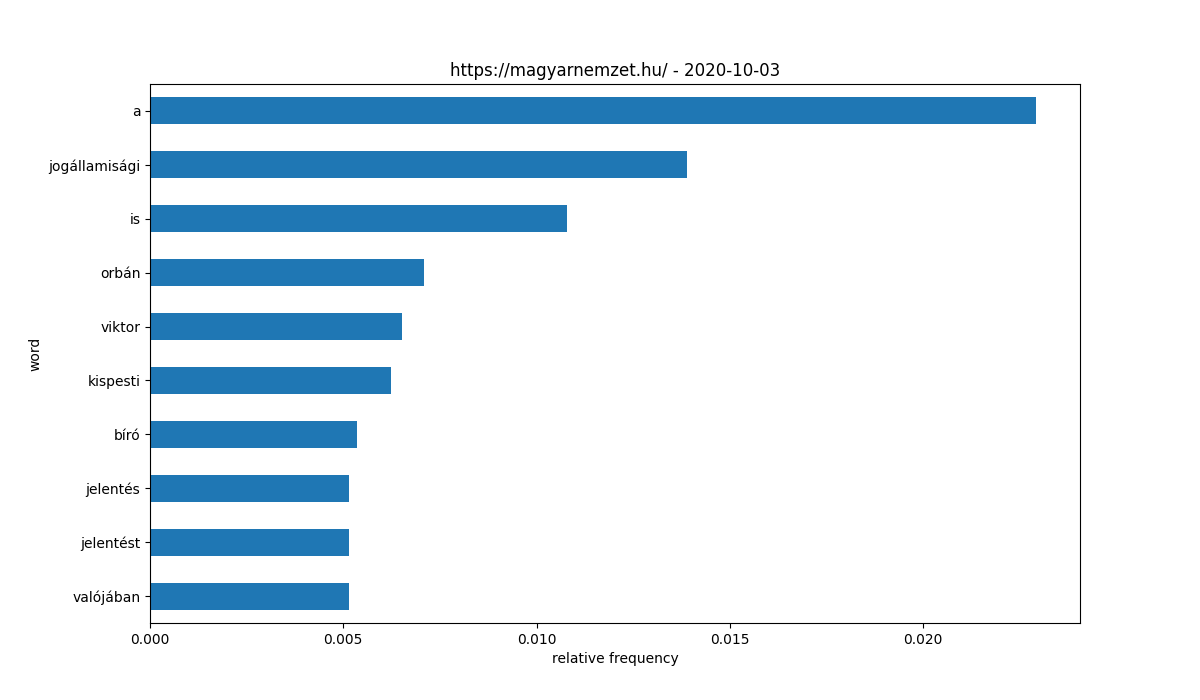 https://magyarnemzet.hu/ - 2020-10-03
a
jogállamisági
is
orbán
viktor
kispesti
bíró
jelentés
jelentést
valójában
word
0.000 0.005 0.010 0.015 0.020
relative frequency